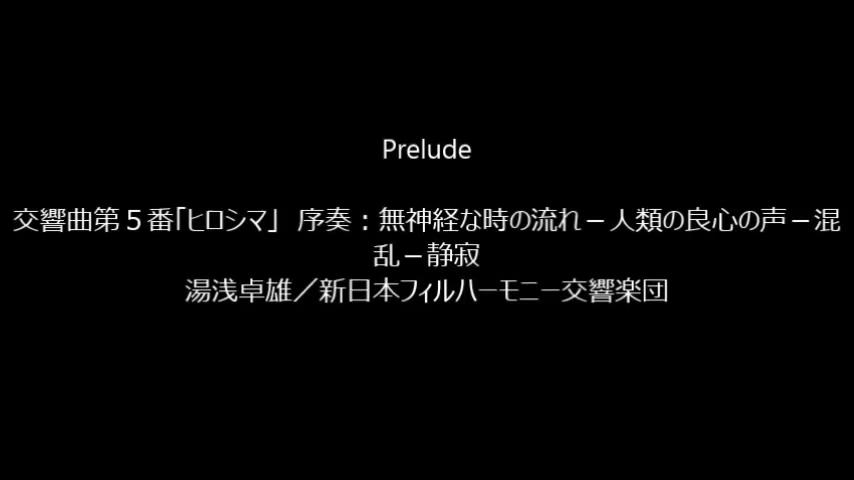 Prelude
交響曲第５番｢ヒロシマ｣　序奏：無神経な時の流れ－人類の良心の声－混
乱－静寂
湯浅卓雄／新日本フィルハーモニー交響楽団